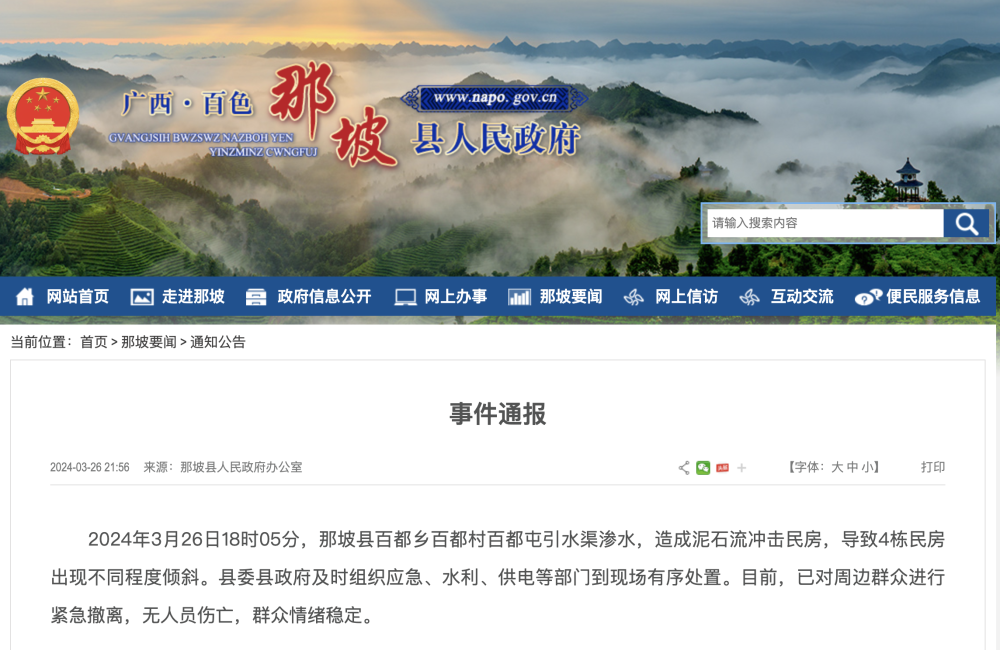 广西·百色
GVANGJSIH BWZSWZ NAZBOH YEN
YINZMINZ CWNGFUJ
那坡
www.napo.gov.cn
县人民政府
请输入搜索内容
网站首页 走进那坡 政府信息公开 网上办事 那坡要闻 网上信访 互动交流 便民服务信息
当前位置：首页 > 那坡要闻 > 通知公告
事件通报
2024-03-26 21:56 来源：那坡县人民政府办公室 【字体：大 中 小】 打印
2024年3月26日18时05分，那坡县百都乡百都村百都屯引水渠渗水，造成泥石流冲击民房，导致4栋民房
出现不同程度倾斜。县委县政府及时组织应急、水利、供电等部门到现场有序处置。目前，已对周边群众进行
紧急撤离，无人员伤亡，群众情绪稳定。